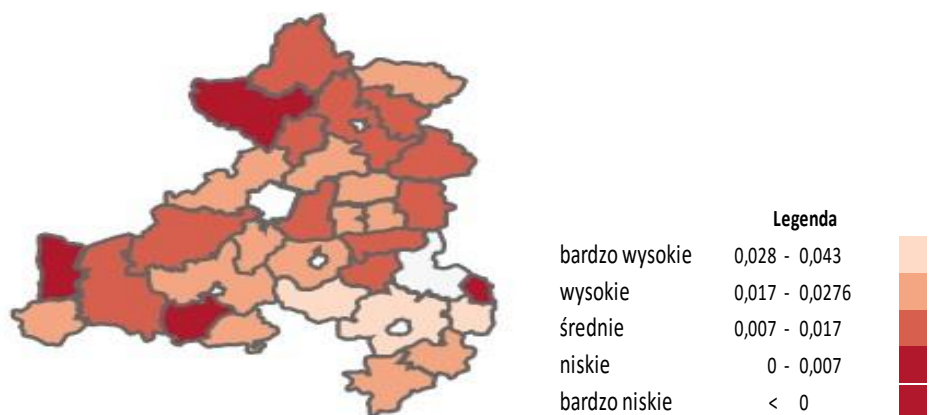 Legenda
bardzo wysokie 0,028 - 0,043
wysokie 0,017 - 0,0276
średnie 0,007 - 0,017
niskie 0 - 0,007
bardzo niskie < 0